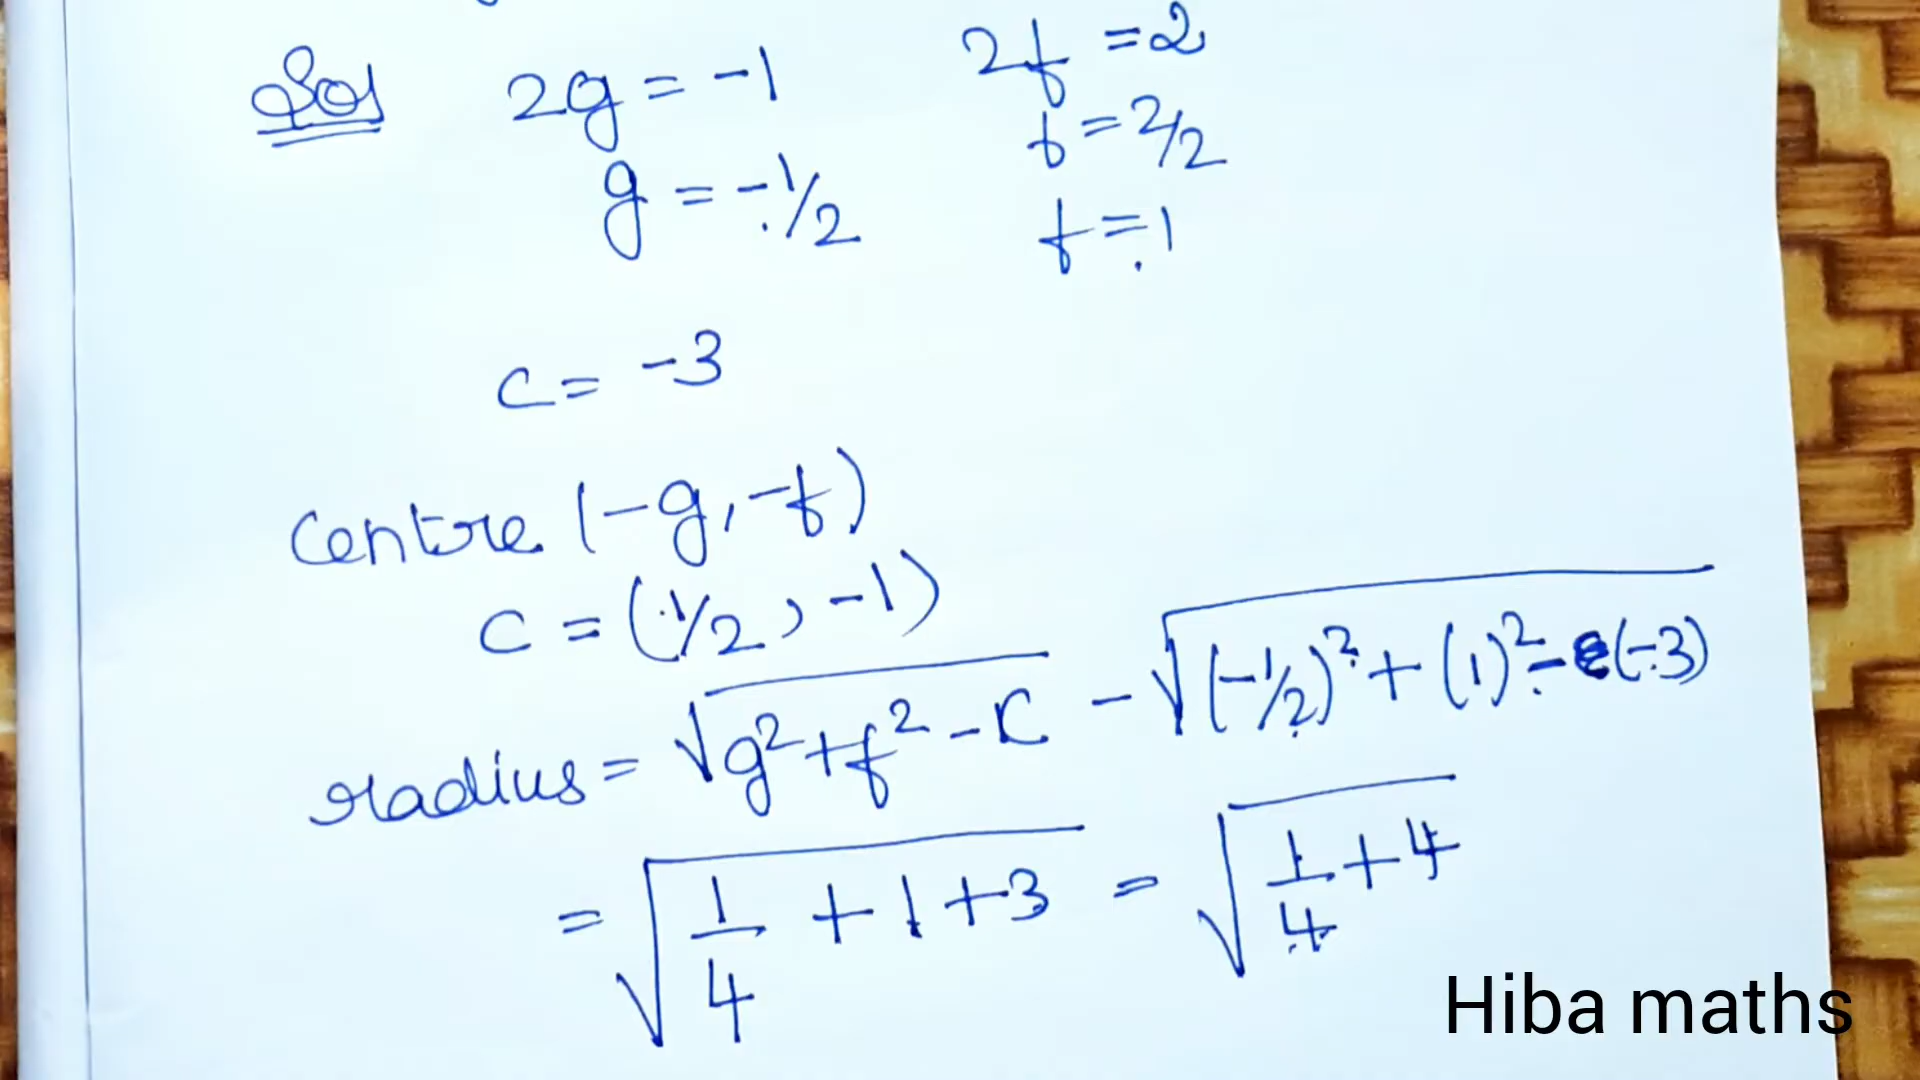 Sol 2g = -1 2f = 2
g = -1/2 f = 2/2
f = 1
c = -3
Centre (-g, -f)
c = (1/2, -1)
radius = √(g² + f² - c) - √((-1/2)² + (1)² - (-3))
= √(1/4 + 1 + 3) = √(1/4 + 4)
Hiba maths